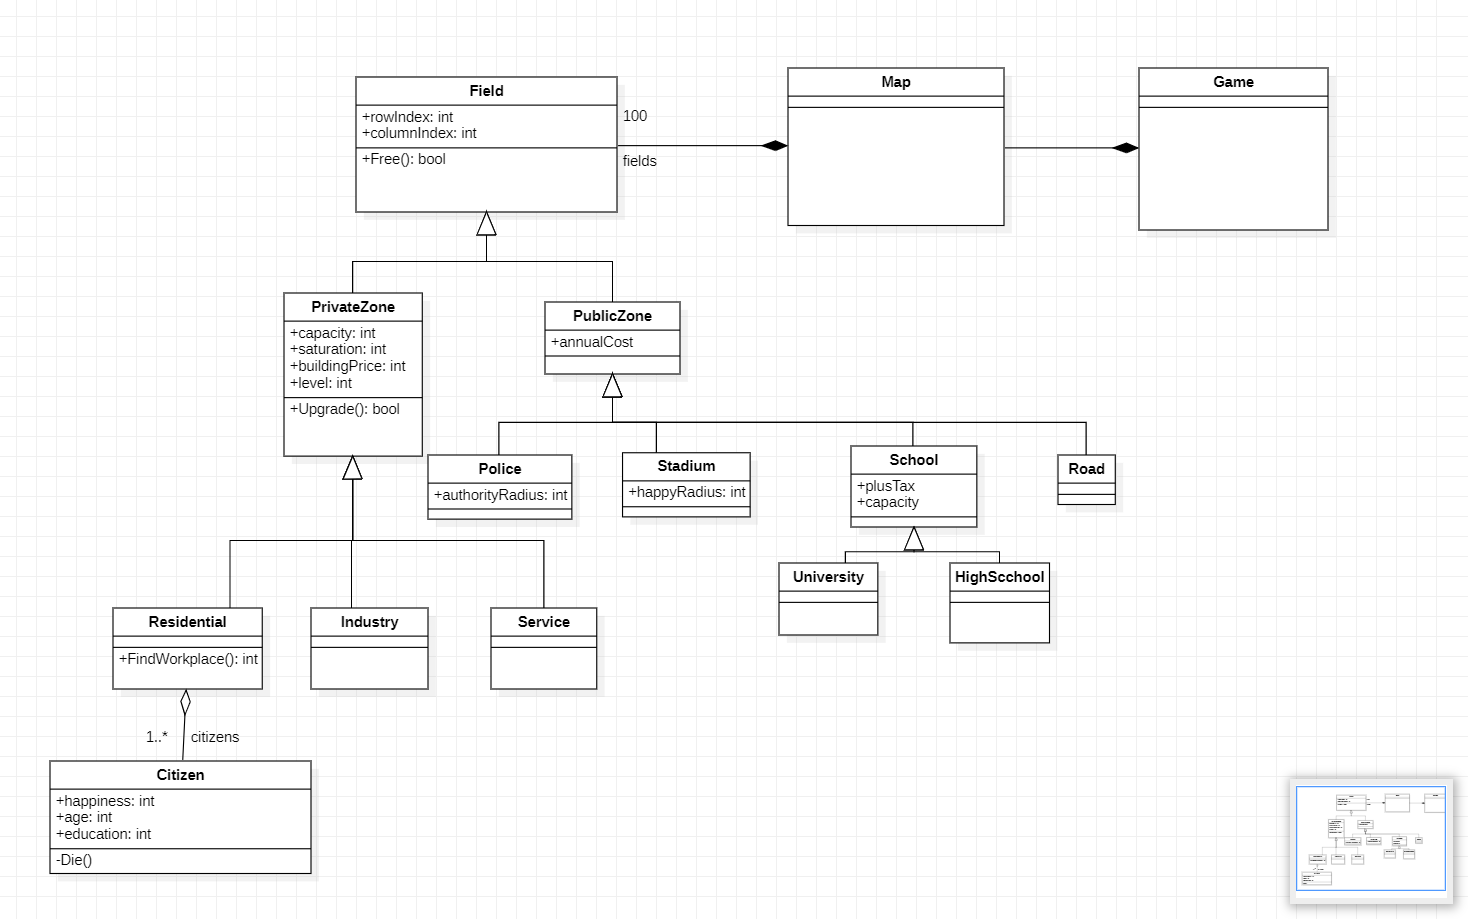 Field
+rowIndex: int
+columnIndex: int
+Free(): bool
100
fields
Map
Game
PrivateZone
+capacity: int
+saturation: int
+buildingPrice: int
+level: int
+Upgrade(): bool
PublicZone
+annualCost
Police
+authorityRadius: int
Stadium
+happyRadius: int
School
+plusTax
+capacity
Road
University
HighScchool
Residential
+FindWorkplace(): int
Industry
Service
1..*
citizens
Citizen
+happiness: int
+age: int
+education: int
-Die()